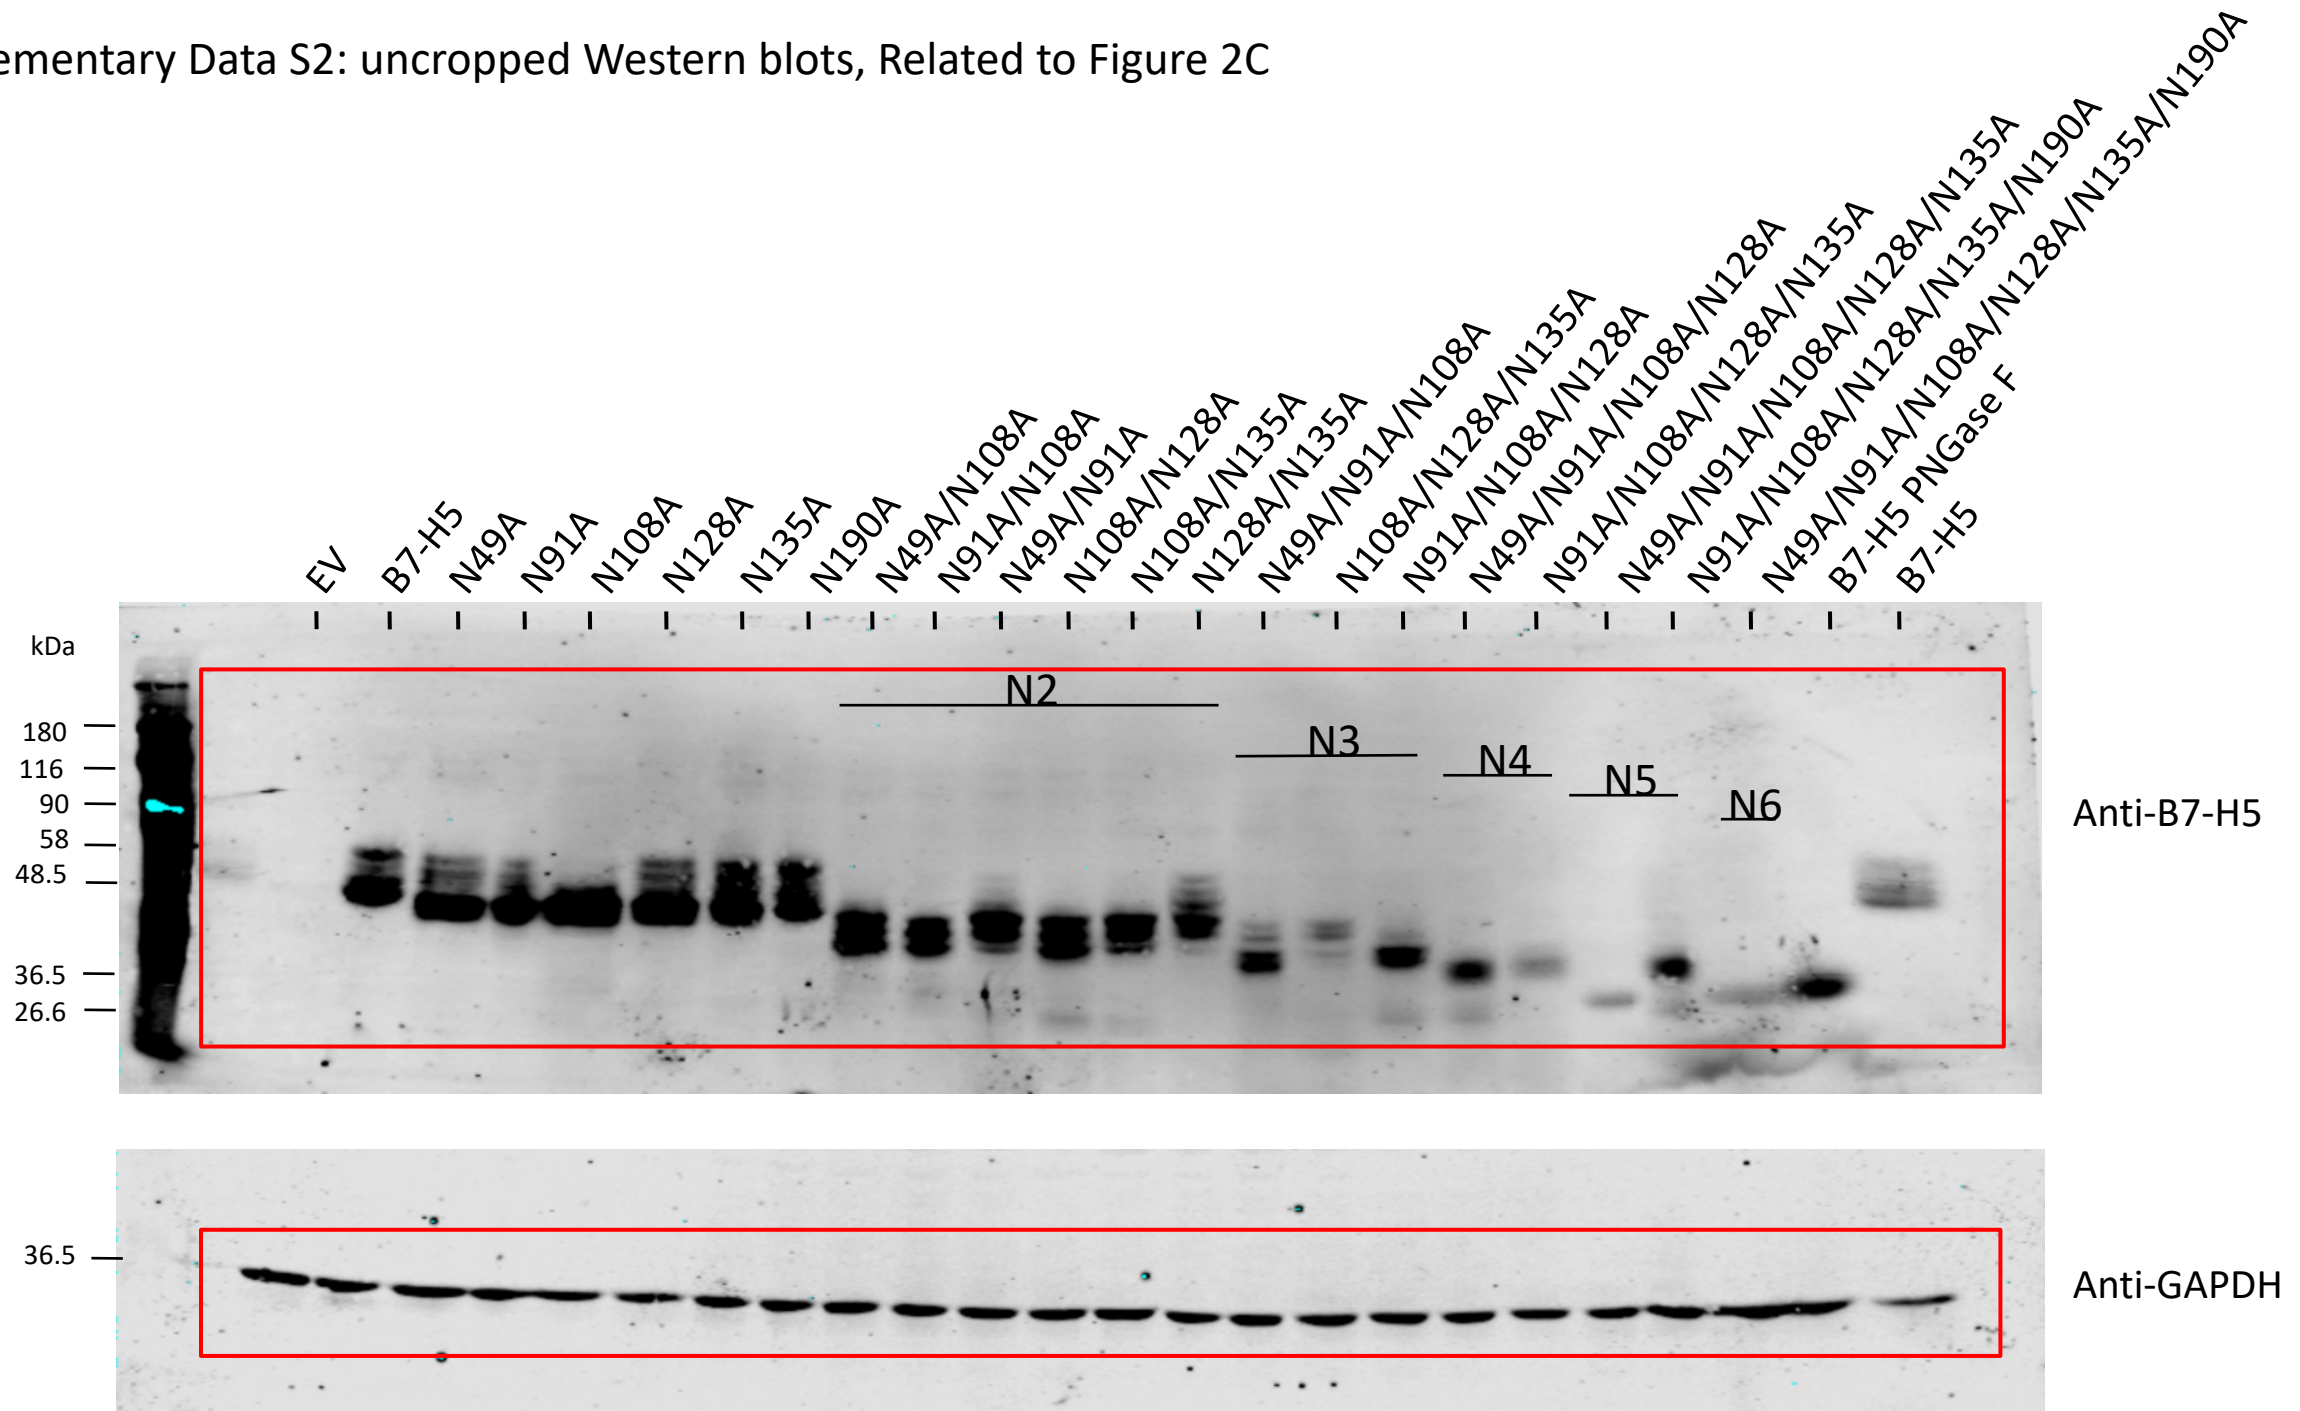 ementary Data S2: uncropped Western blots, Related to Figure 2C
EV
B7-H5
N49A
N91A
N108A
N128A
N135A
N190A
N49A/N108A
N91A/N108A
N49A/N91A
N108A/N128A
N108A/N135A
N128A/N135A
N49A/N91A/N108A
N108A/N128A/N135A
N91A/N108A/N128A
N49A/N91A/N108A/N128A
N91A/N108A/N128A/N135A
N49A/N91A/N108A/N128A/N135A
N91A/N108A/N128A/N135A/N190A
N49A/N91A/N108A/N128A/N135A/N190A
B7-H5 PNGase F
B7-H5
kDa
180
116
90
58
48.5
36.5
26.6
N2
N3
N4
N5
N6
Anti-B7-H5
36.5
Anti-GAPDH